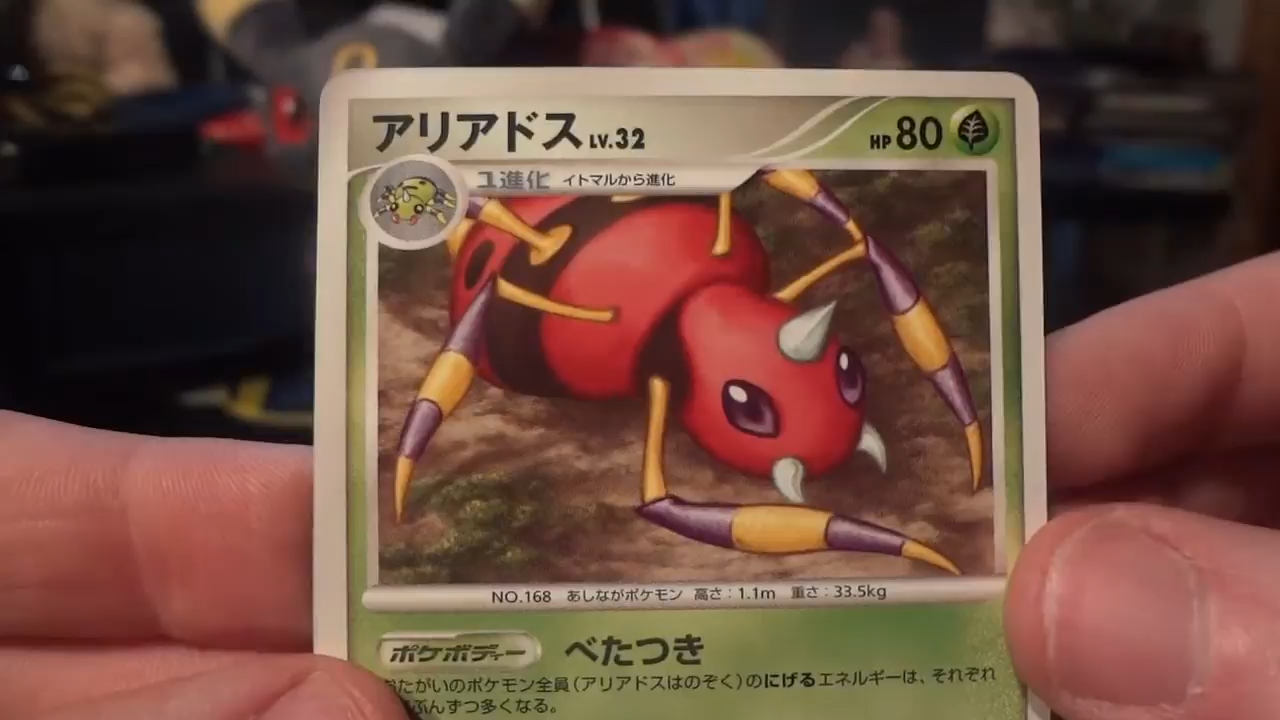 アリアドス LV.32 HP 80
1進化 イトマルから進化
NO.168 あしながポケモン 高さ:1.1m 重さ:33.5kg
ポケボディー べたつき
たがいのポケモン全員(アリアドスはのぞく)のにげるエネルギーは、それぞれ
ぶんずつ多くなる。